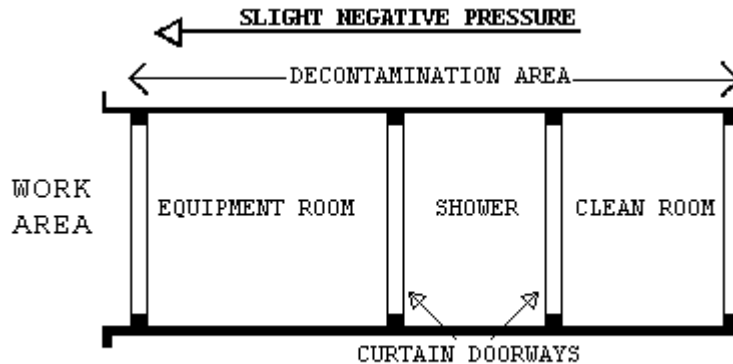 SLIGHT NEGATIVE PRESSURE
DECONTAMINATION AREA
WORK
AREA
EQUIPMENT ROOM
SHOWER
CLEAN ROOM
CURTAIN DOORWAYS